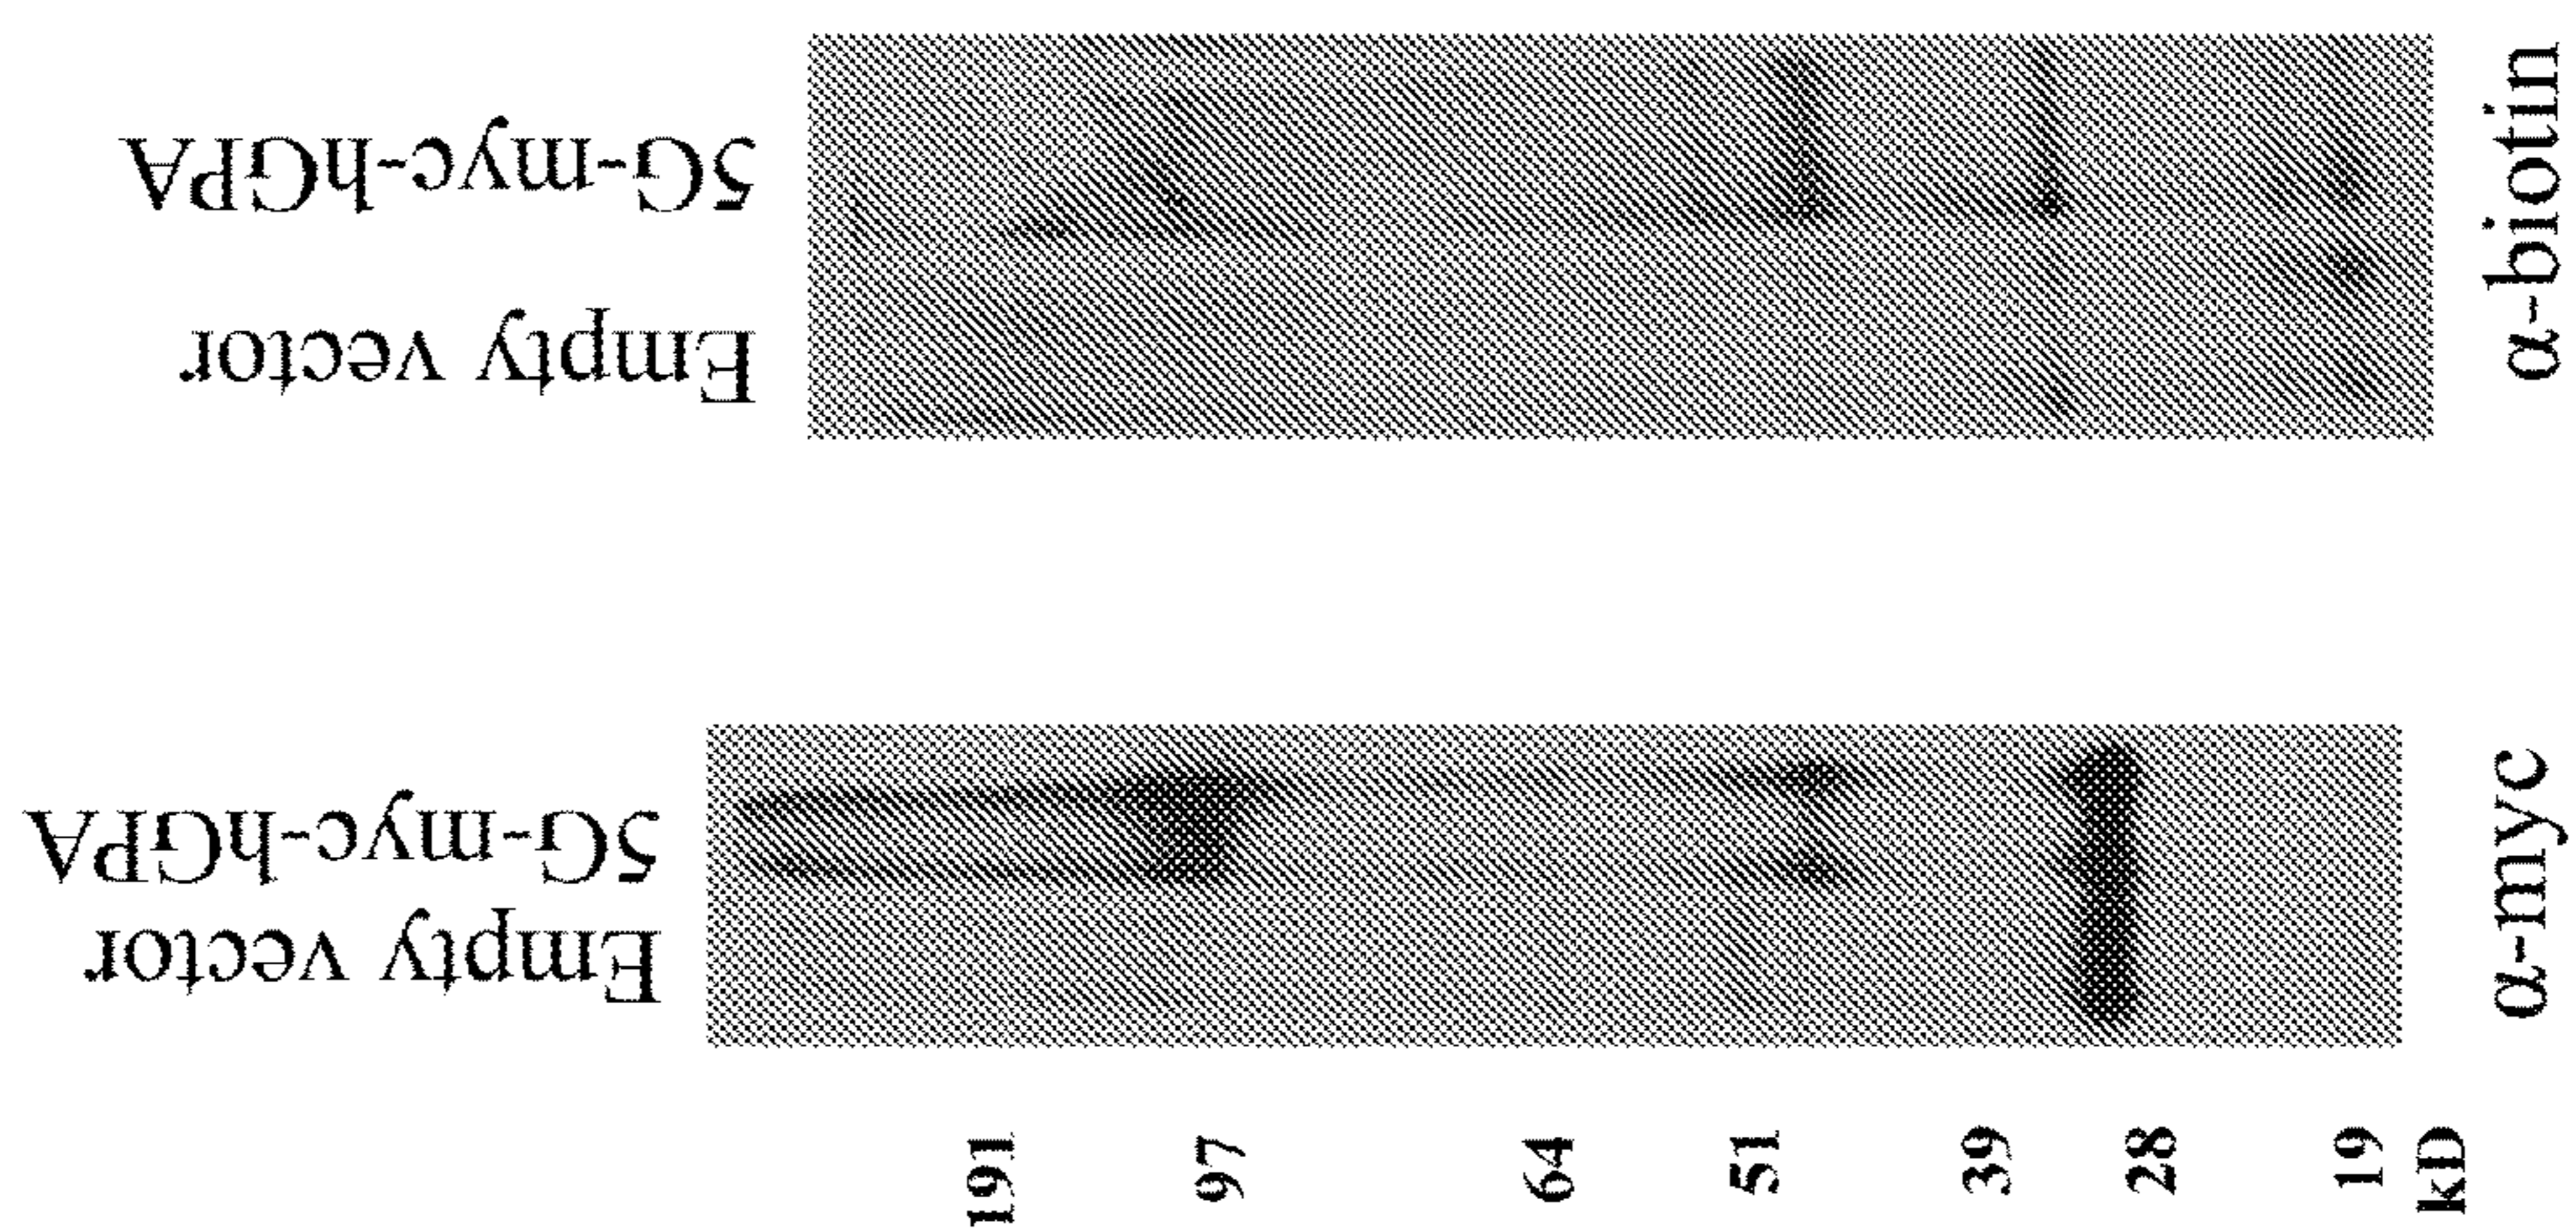 Empty vector
5G-myc-hGPA
Empty vector
5G-myc-hGPA
191
97
64
51
39
28
19
kD
α-myc
α-biotin